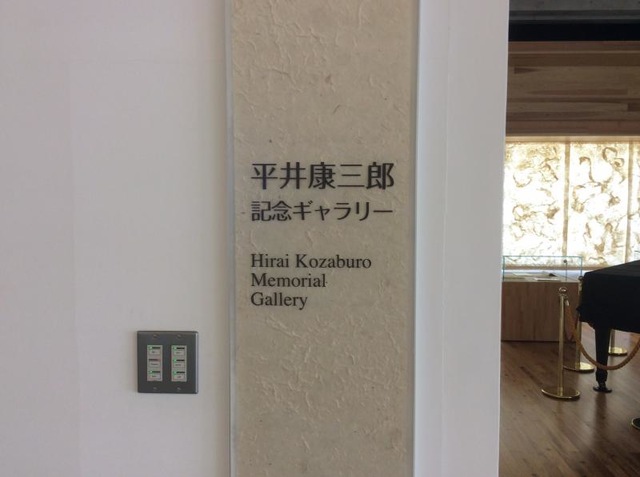 平井康三郎
記念ギャラリー
Hirai Kozaburo
Memorial
Gallery